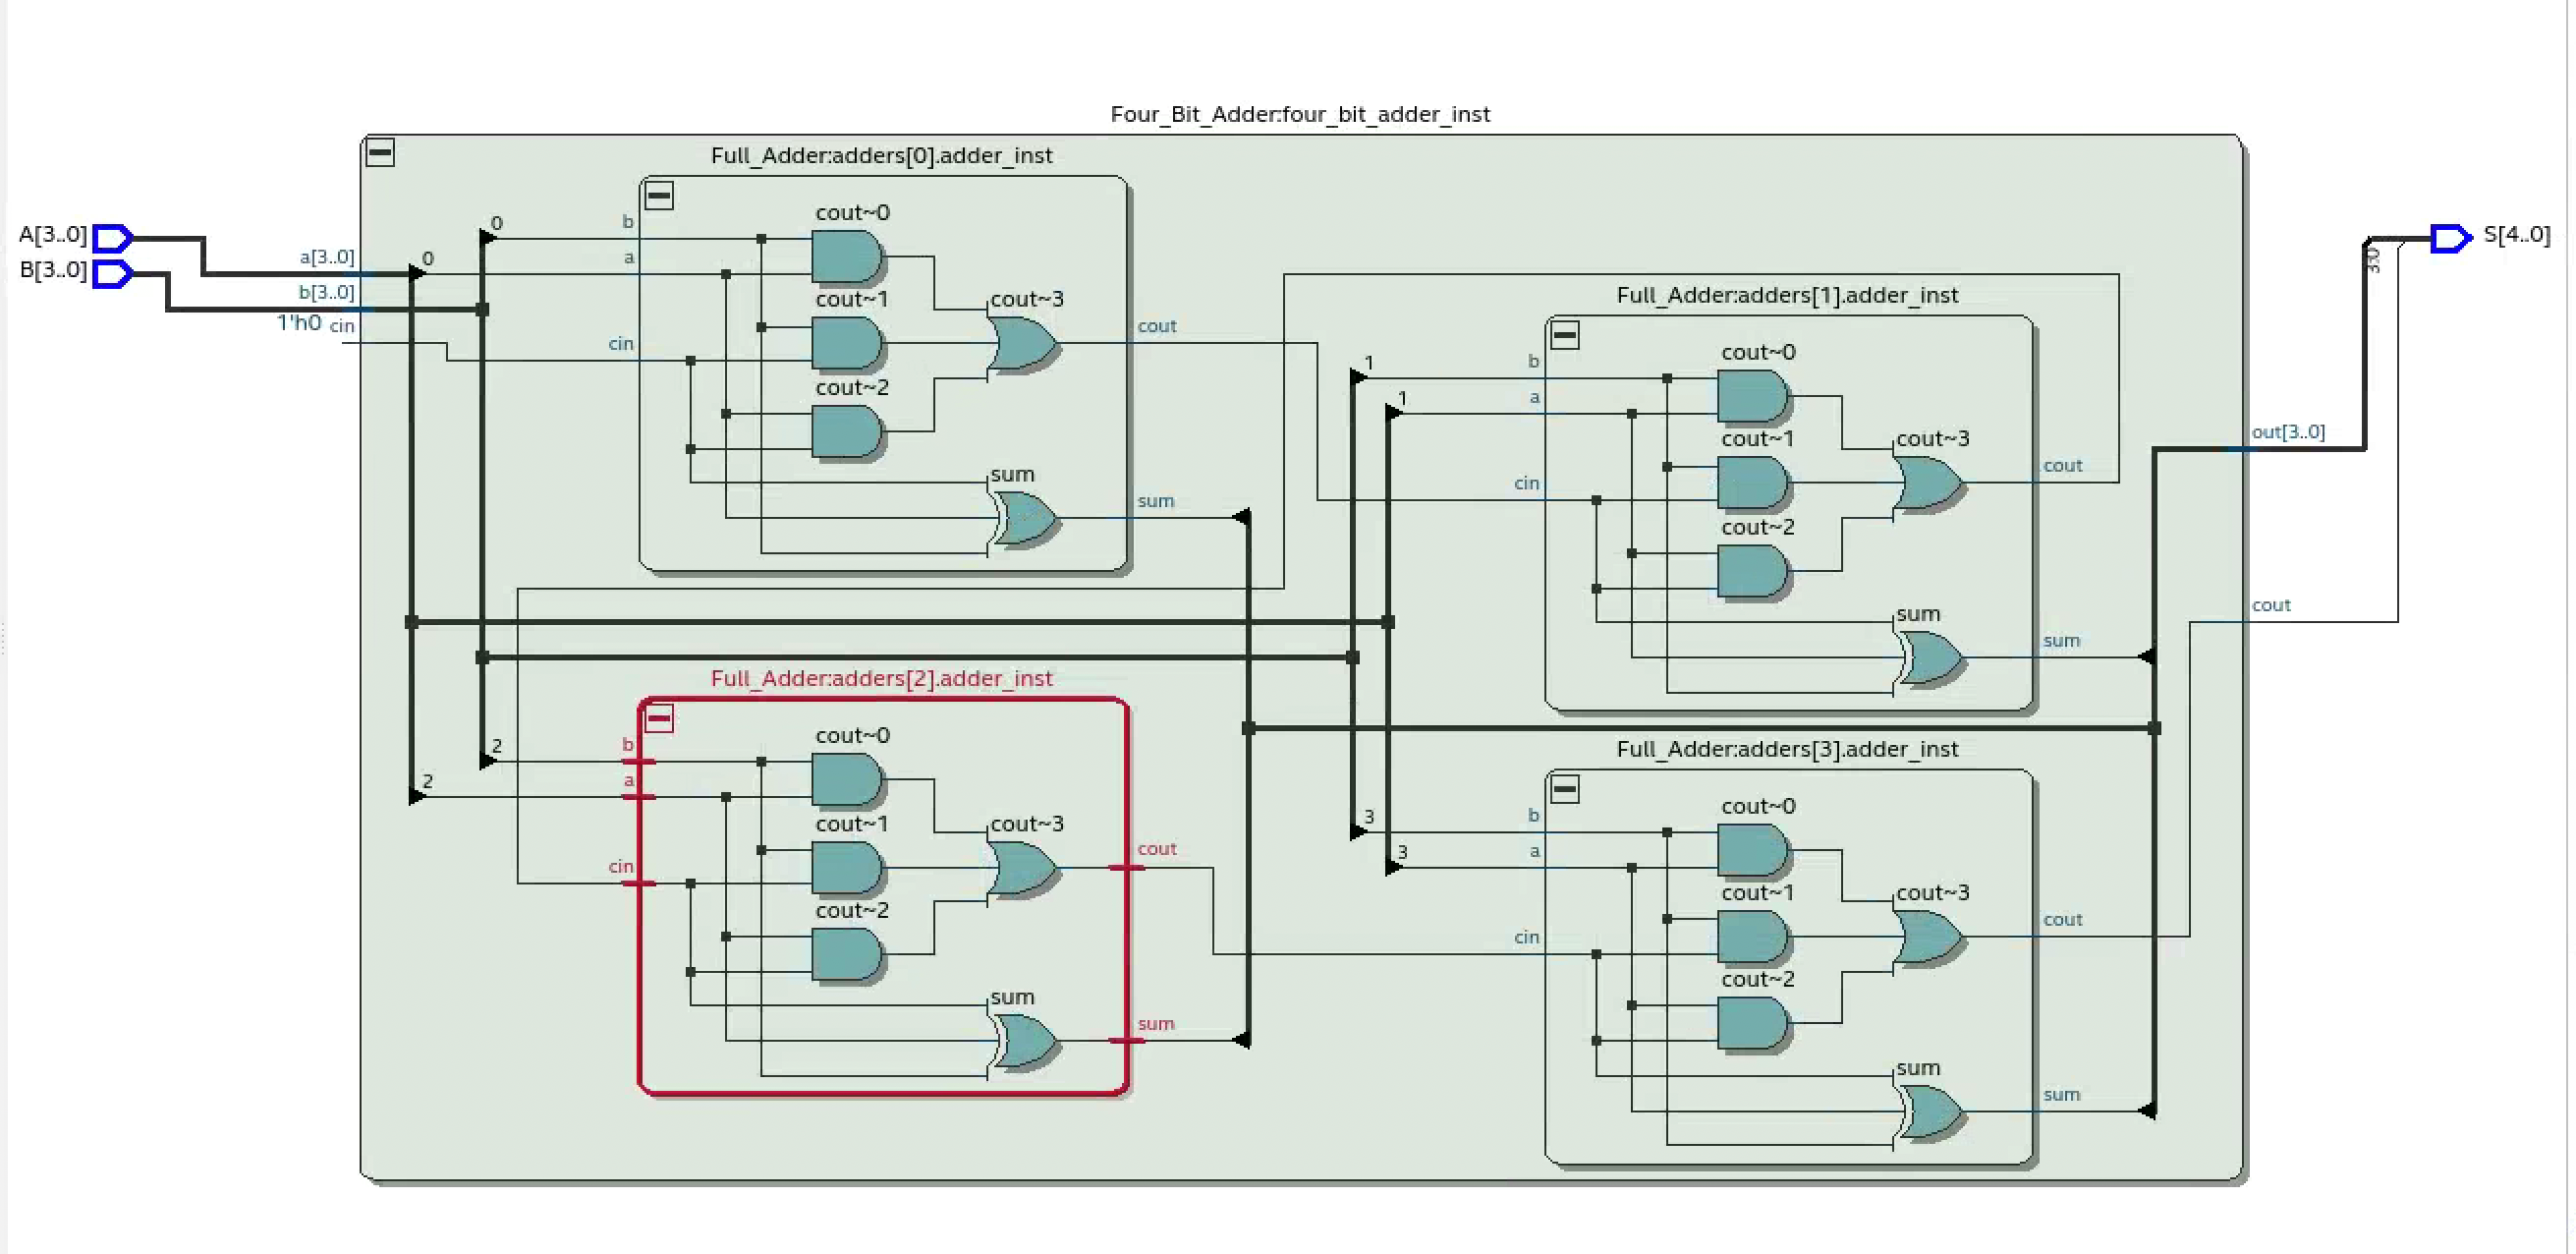 Four_Bit_Adder:four_bit_adder_inst
Full_Adder:adders[0].adder_inst
A[3..0]
B[3..0]
a[3..0]
b[3..0]
1'h0 cin
0
0
b
a
cin
cout~0
cout~1
cout~2
cout~3
sum
cout
sum
Full_Adder:adders[1].adder_inst
1
1
b
a
cin
cout~0
cout~1
cout~2
cout~3
sum
cout
sum
Full_Adder:adders[2].adder_inst
2
2
b
a
cin
cout~0
cout~1
cout~2
cout~3
sum
cout
sum
Full_Adder:adders[3].adder_inst
3
3
b
a
cin
cout~0
cout~1
cout~2
cout~3
sum
cout
sum
out[3..0]
cout
3:0
S[4..0]